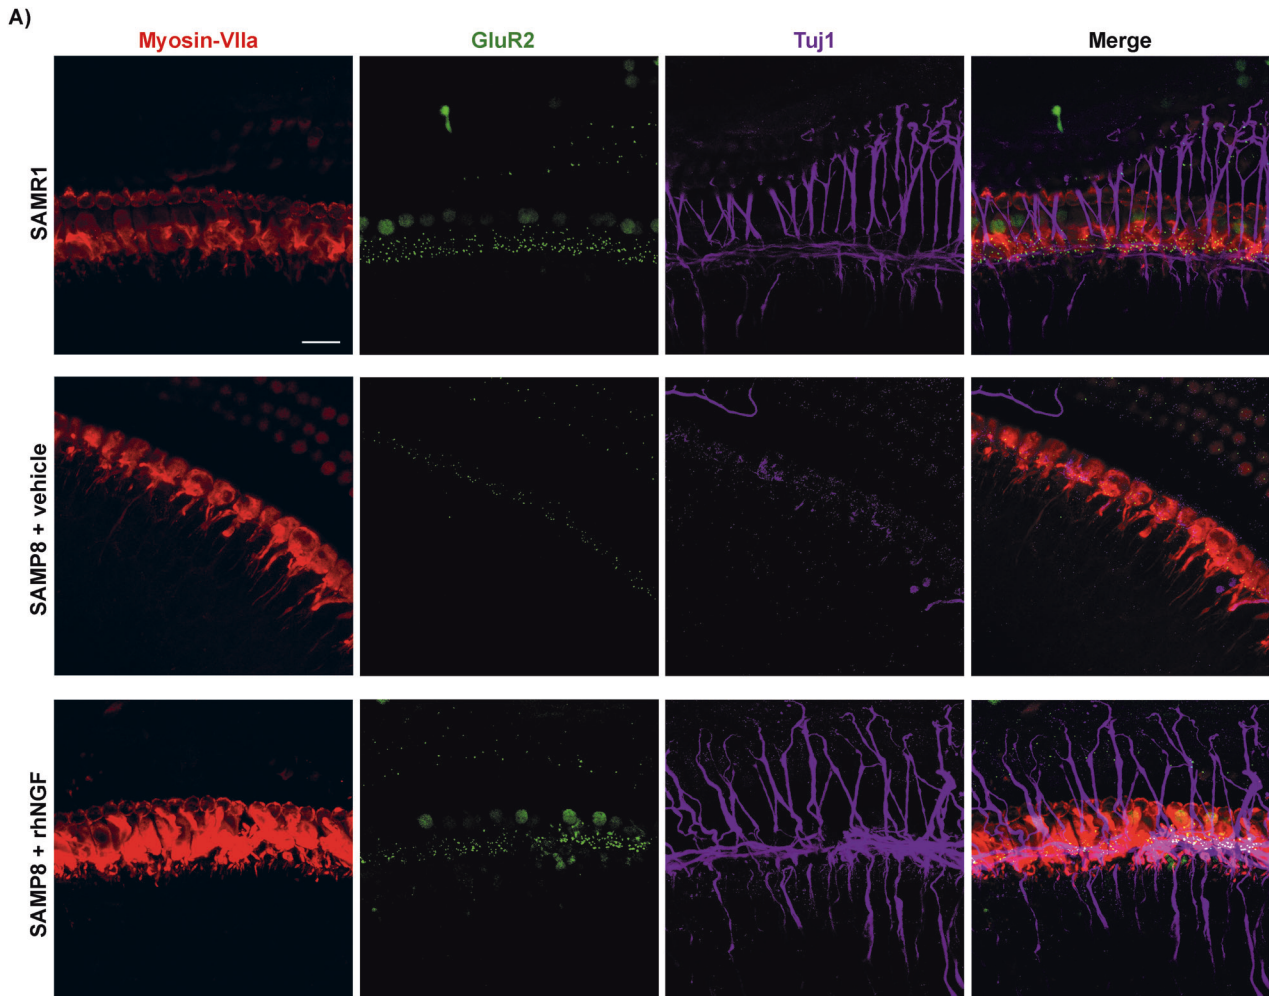 A)
Myosin-VIIa GluR2 Tuj1 Merge
SAMR1
SAMP8 + vehicle
SAMP8 + rhNGF